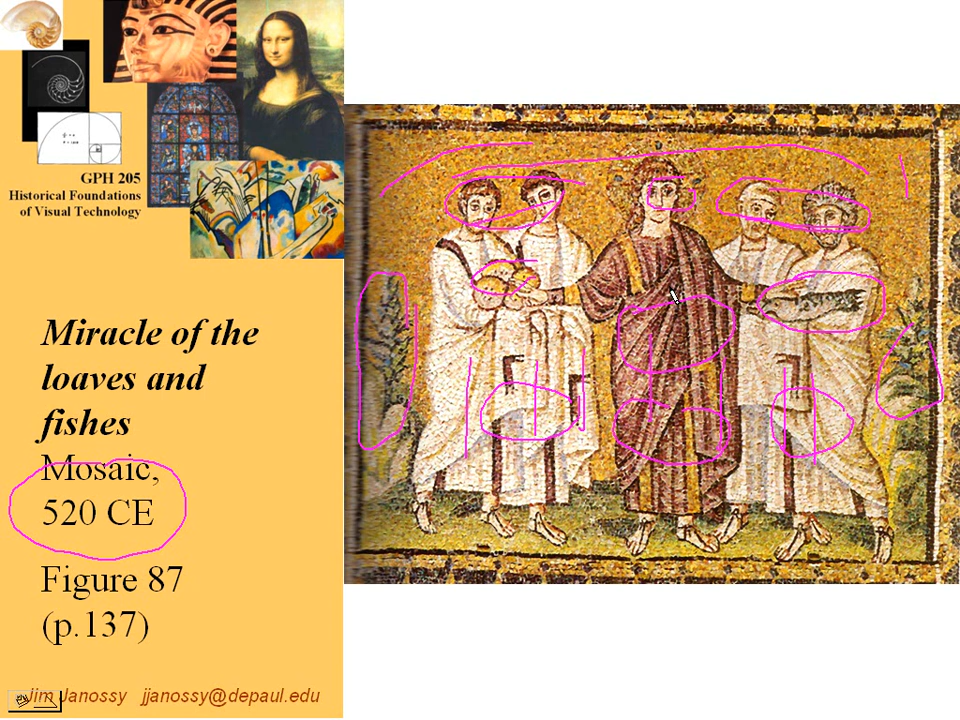 GPH 205
Historical Foundations
of Visual Technology
Miracle of the
loaves and
fishes
Mosaic,
520 CE
Figure 87
(p.137)
Jim Janossy jjanossy@depaul.edu